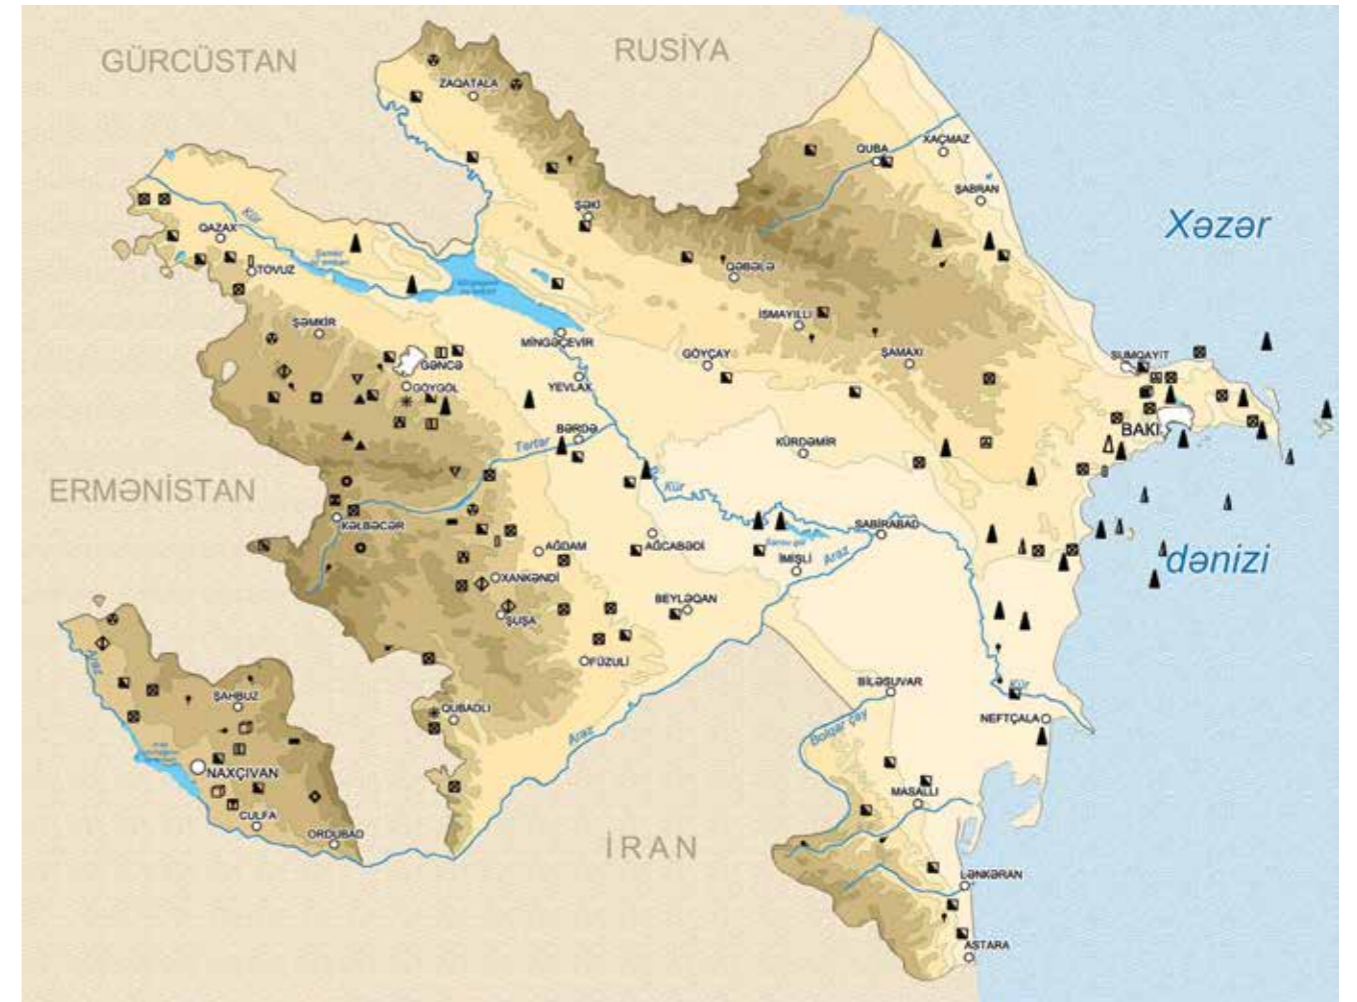 GÜRCÜSTAN
RUSİYA
ZAQATALA
XAÇMAZ
QUBA
ŞABRAN
ŞƏKİ
Xəzər
QAZAX
Kür
TOVUZ
QƏBƏLƏ
ŞƏMKİR
İSMAYILLI
MİNGƏÇEVİR
GÖYÇAY
ŞAMAXI
SUMQAYIT
GƏNCƏ
GÖYGÖL
YEVLAX
BƏRDƏ
BAKI
Tərtər
KÜRDƏMİR
ERMƏNİSTAN
Kür
KƏLBƏCƏR
SABİRABAD
AĞDAM
AĞCABƏDİ
İMİŞLİ
Araz
dənizi
XANKƏNDİ
BEYLƏQAN
ŞUŞA
FÜZULİ
Araz
ŞAHBUZ
BİLƏSUVAR
Kür
QUBADLI
NEFTÇALA
Bolqar çay
Araz
NAXÇIVAN
MASALLI
CULFA
ORDUBAD
İRAN
LƏNKƏRAN
ASTARA